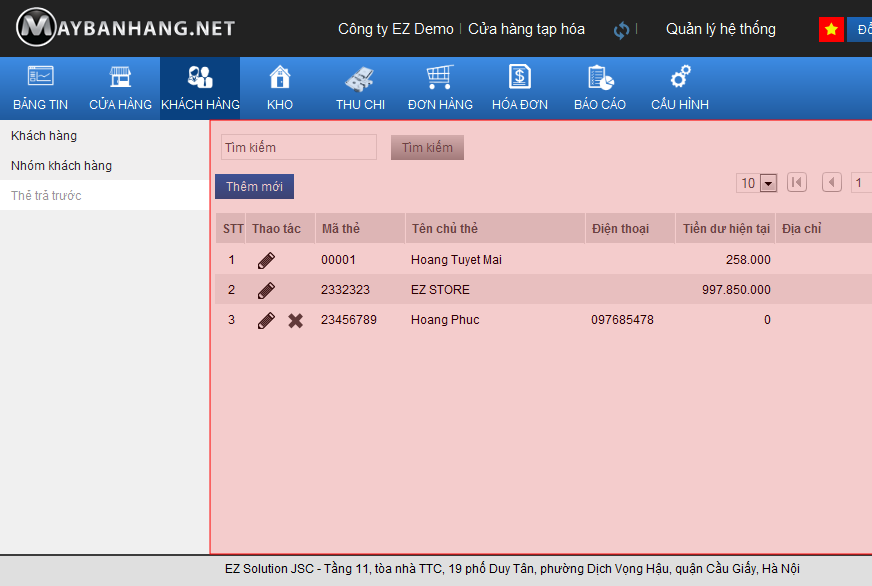 MAYBANHANG.NET
Công ty EZ Demo | Cửa hàng tạp hóa | Quản lý hệ thống
BẢNG TIN CỬA HÀNG KHÁCH HÀNG KHO THU CHI ĐƠN HÀNG HÓA ĐƠN BÁO CÁO CẤU HÌNH
Khách hàng
Nhóm khách hàng
Thẻ trả trước
Tìm kiếm Tìm kiếm
Thêm mới
10 1
STT Thao tác Mã thẻ Tên chủ thẻ Điện thoại Tiền dư hiện tại Địa chỉ
1 00001 Hoang Tuyet Mai 258.000
2 2332323 EZ STORE 997.850.000
3 23456789 Hoang Phuc 097685478 0
EZ Solution JSC - Tầng 11, tòa nhà TTC, 19 phố Duy Tân, phường Dịch Vọng Hậu, quận Cầu Giấy, Hà Nội